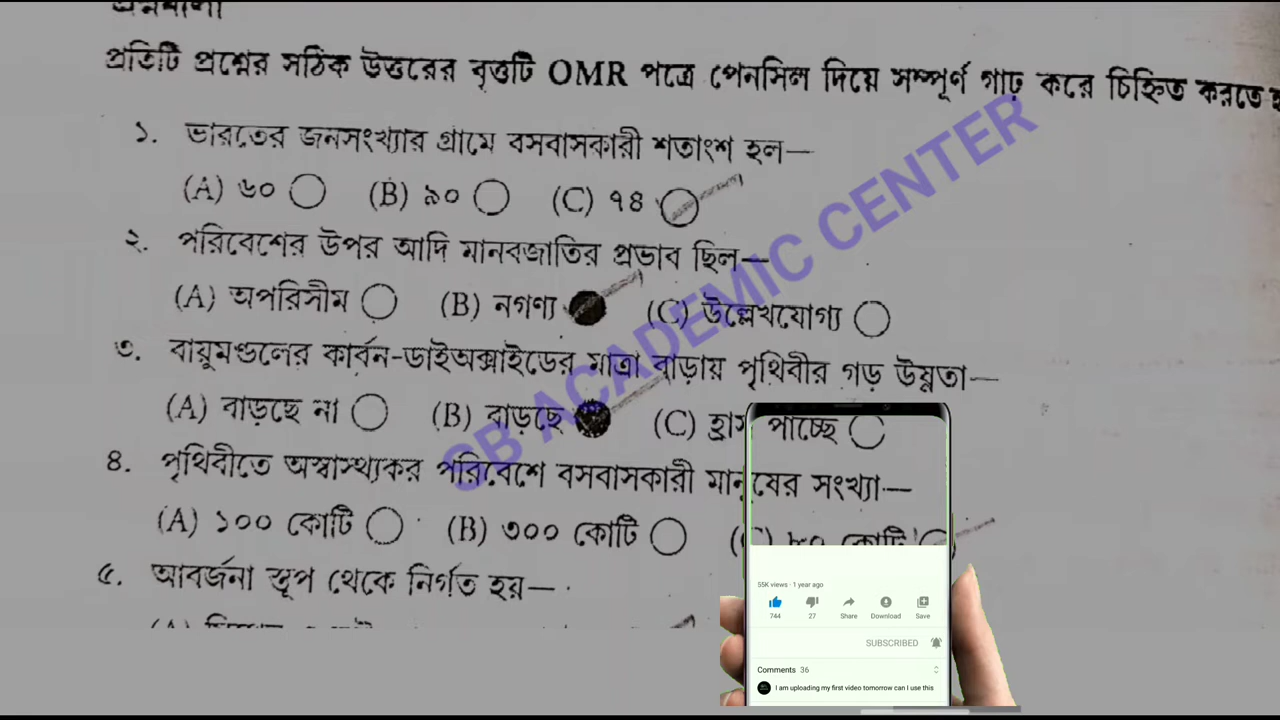 প্রতিটি প্রশ্নের সঠিক উত্তরের বৃত্তটি OMR পত্রে পেনসিল দিয়ে সম্পূর্ণ গাঢ় করে চিহ্নিত করতে
১. ভারতের জনসংখ্যার গ্রামে বসবাসকারী শতাংশ হল—
(A) ৬০ (B) ৯০ (C) ৭৪
২. পরিবেশের উপর আদি মানবজাতির প্রভাব ছিল—
(A) অপরিসীম (B) নগণ্য (C) উল্লেখযোগ্য
৩. বায়ুমণ্ডলের কার্বন-ডাইঅক্সাইডের মাত্রা বাড়ায় পৃথিবীর গড় উষ্ণতা—
(A) বাড়ছে না (B) বাড়ছে (C) হ্রাস পাচ্ছে
৪. পৃথিবীতে অস্বাস্থ্যকর পরিবেশে বসবাসকারী মানুষের সংখ্যা—
(A) ১০০ কোটি (B) ৩০০ কোটি (C) ৮০ কোটি
৫. আবর্জনা স্তূপ থেকে নির্গত হয়—
SB ACADEMIC CENTER
55K views · 1 year ago
744 27 Share Download Save
SUBSCRIBED
Comments 36
I am uploading my first video tomorrow can I use this